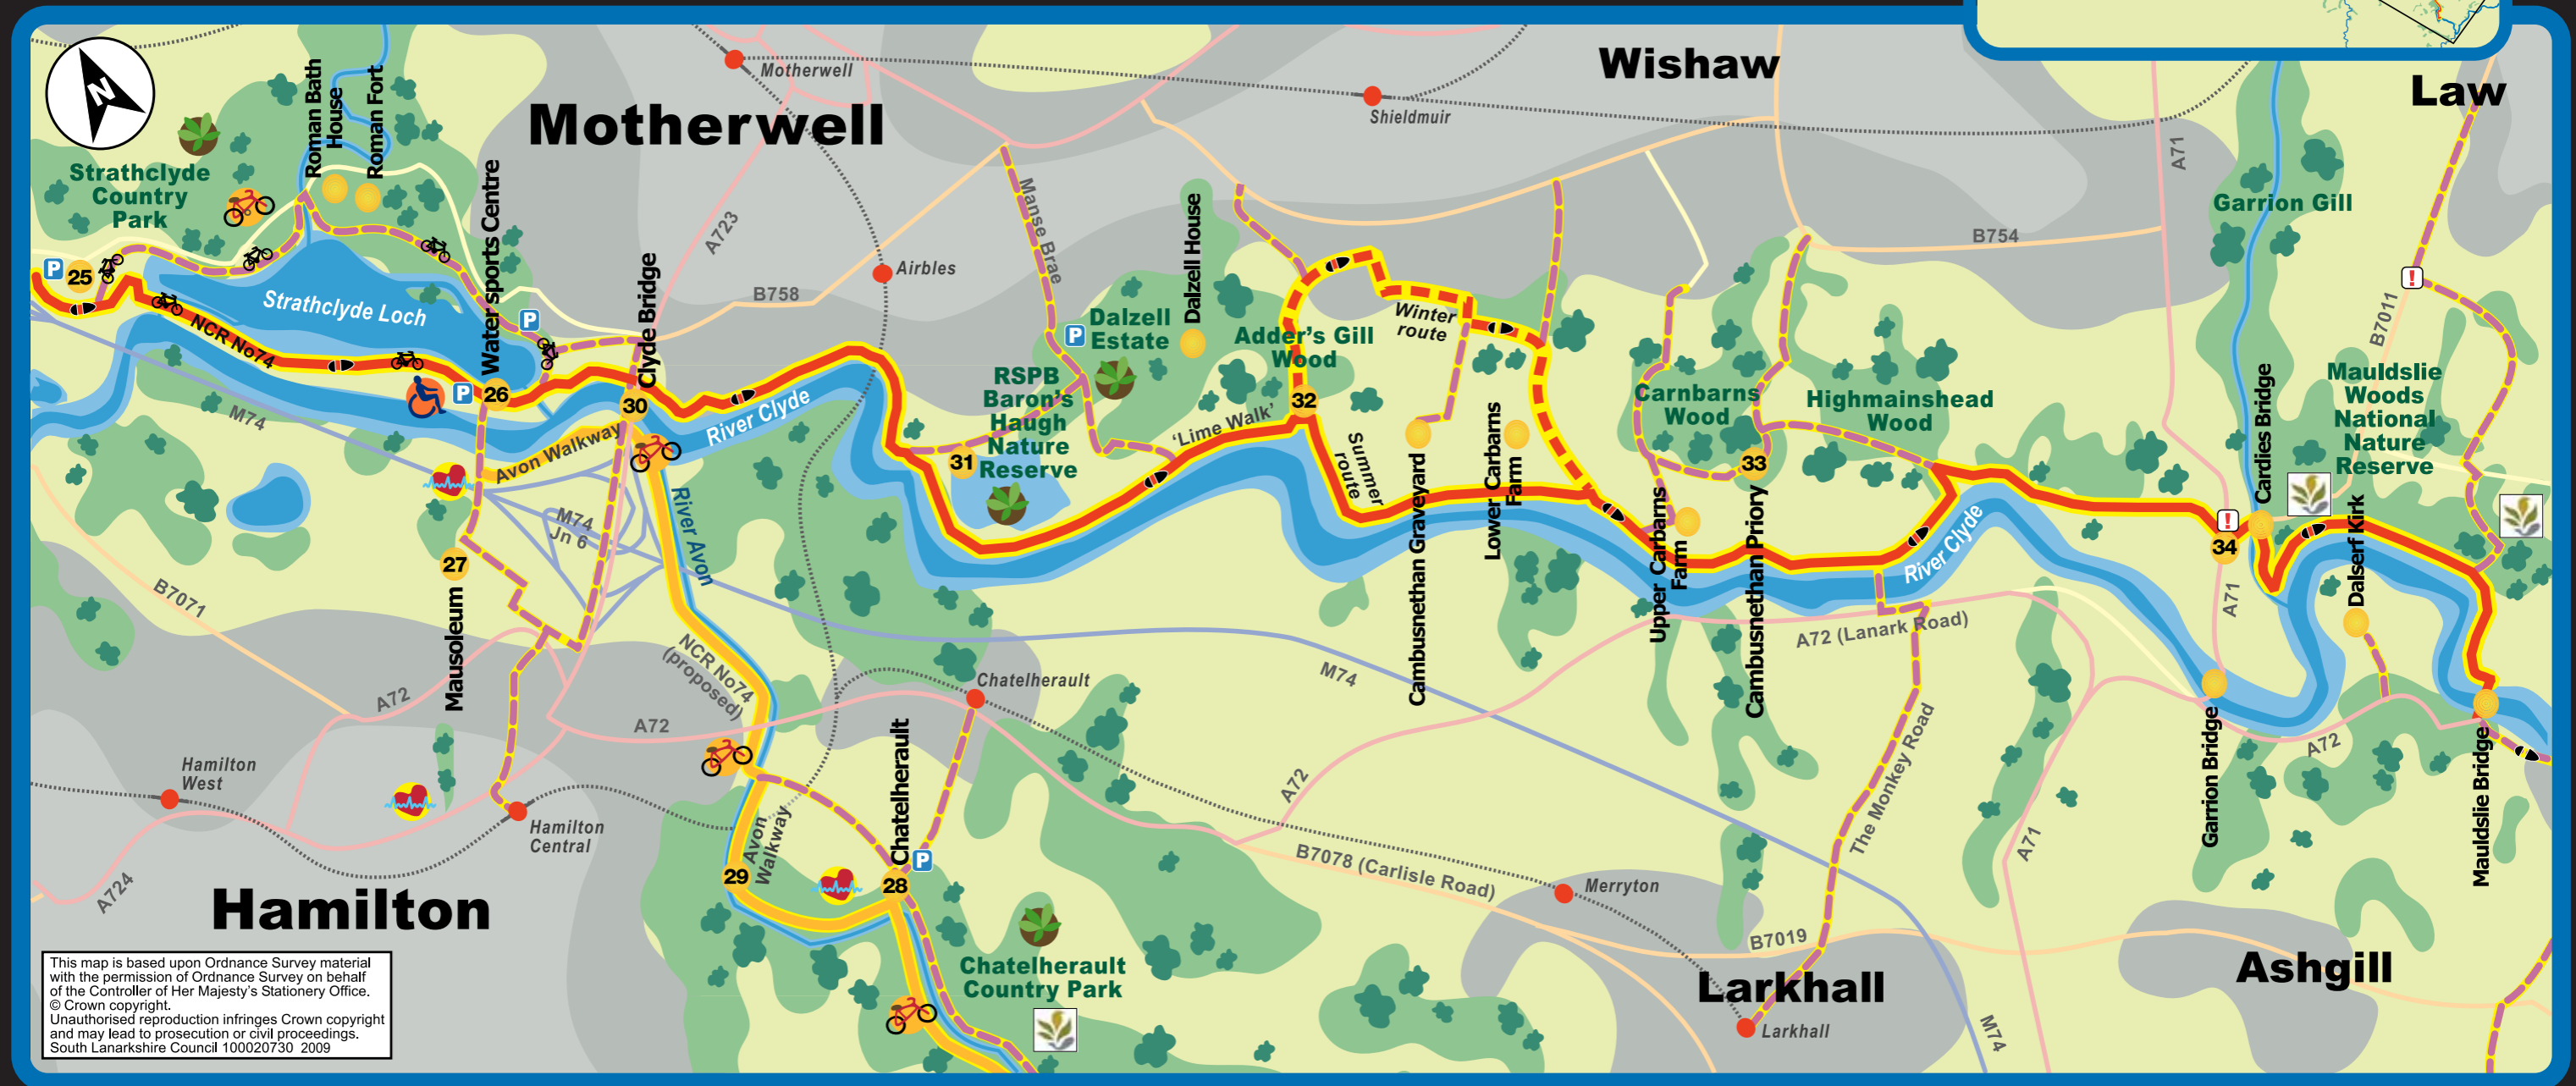 N
Roman Bath
House
Roman Fort
Strathclyde
Country
Park
Motherwell
Motherwell
Shieldmuir
Wishaw
Law
A71
Garrion Gill
B754
B7011
A723
Airbles
B758
Manse Brae
Dalzell House
Dalzell
Estate
P
Adder's Gill
Wood
Winter
route
P
25
Strathclyde Loch
NCR No74
Water sports Centre
P
P
26
Clyde Bridge
30
River Clyde
RSPB
Baron's
Haugh
Nature
Reserve
31
'Lime Walk'
32
Summer
route
Cambusnethan Graveyard
Lower Carbarns
Farm
Carnbarns
Wood
Highmainshead
Wood
33
Upper Carbarns
Farm
Cambusnethan Priory
River Clyde
Cardies Bridge
Mauldslie
Woods
National
Nature
Reserve
!
!
34
A71
Dalserf Kirk
M74
Avon Walkway
River Avon
M74
Jn 6
27
Mausoleum
B7071
NCR No74
(proposed)
A72
A72
Chatelherault
M74
A72 (Lanark Road)
The Monkey Road
Garrion Bridge
A72
Mauldslie Bridge
Hamilton
West
Hamilton
Central
Avon
Walkway
29
Chatelherault
P
28
A72
B7078 (Carlisle Road)
Merryton
A71
A724
Hamilton
Chatelherault
Country Park
B7019
Larkhall
Larkhall
M74
Ashgill
This map is based upon Ordnance Survey material
with the permission of Ordnance Survey on behalf
of the Controller of Her Majesty's Stationery Office.
© Crown copyright.
Unauthorised reproduction infringes Crown copyright
and may lead to prosecution or civil proceedings.
South Lanarkshire Council 100020730 2009